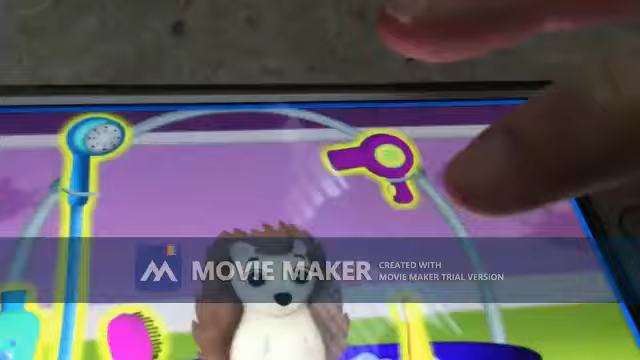 MOVIE MAKER
CREATED WITH
MOVIE MAKER TRIAL VERSION